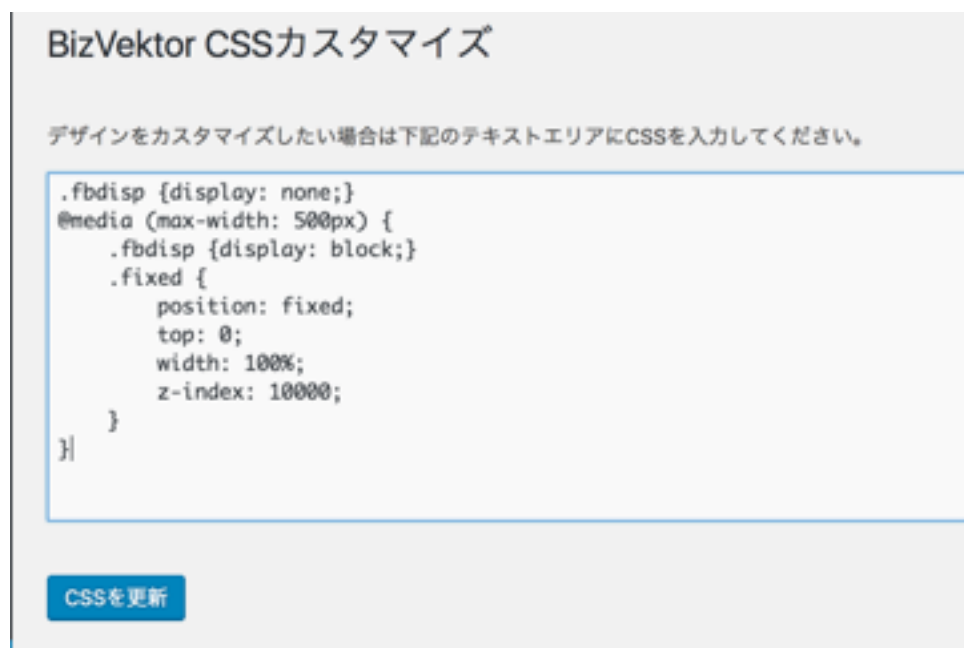 BizVektor CSSカスタマイズ
デザインをカスタマイズしたい場合は下記のテキストエリアにCSSを入力してください。
.fbdisp {display: none;}
@media (max-width: 500px) {
    .fbdisp {display: block;}
    .fixed {
        position: fixed;
        top: 0;
        width: 100%;
        z-index: 10000;
    }
}
CSSを更新